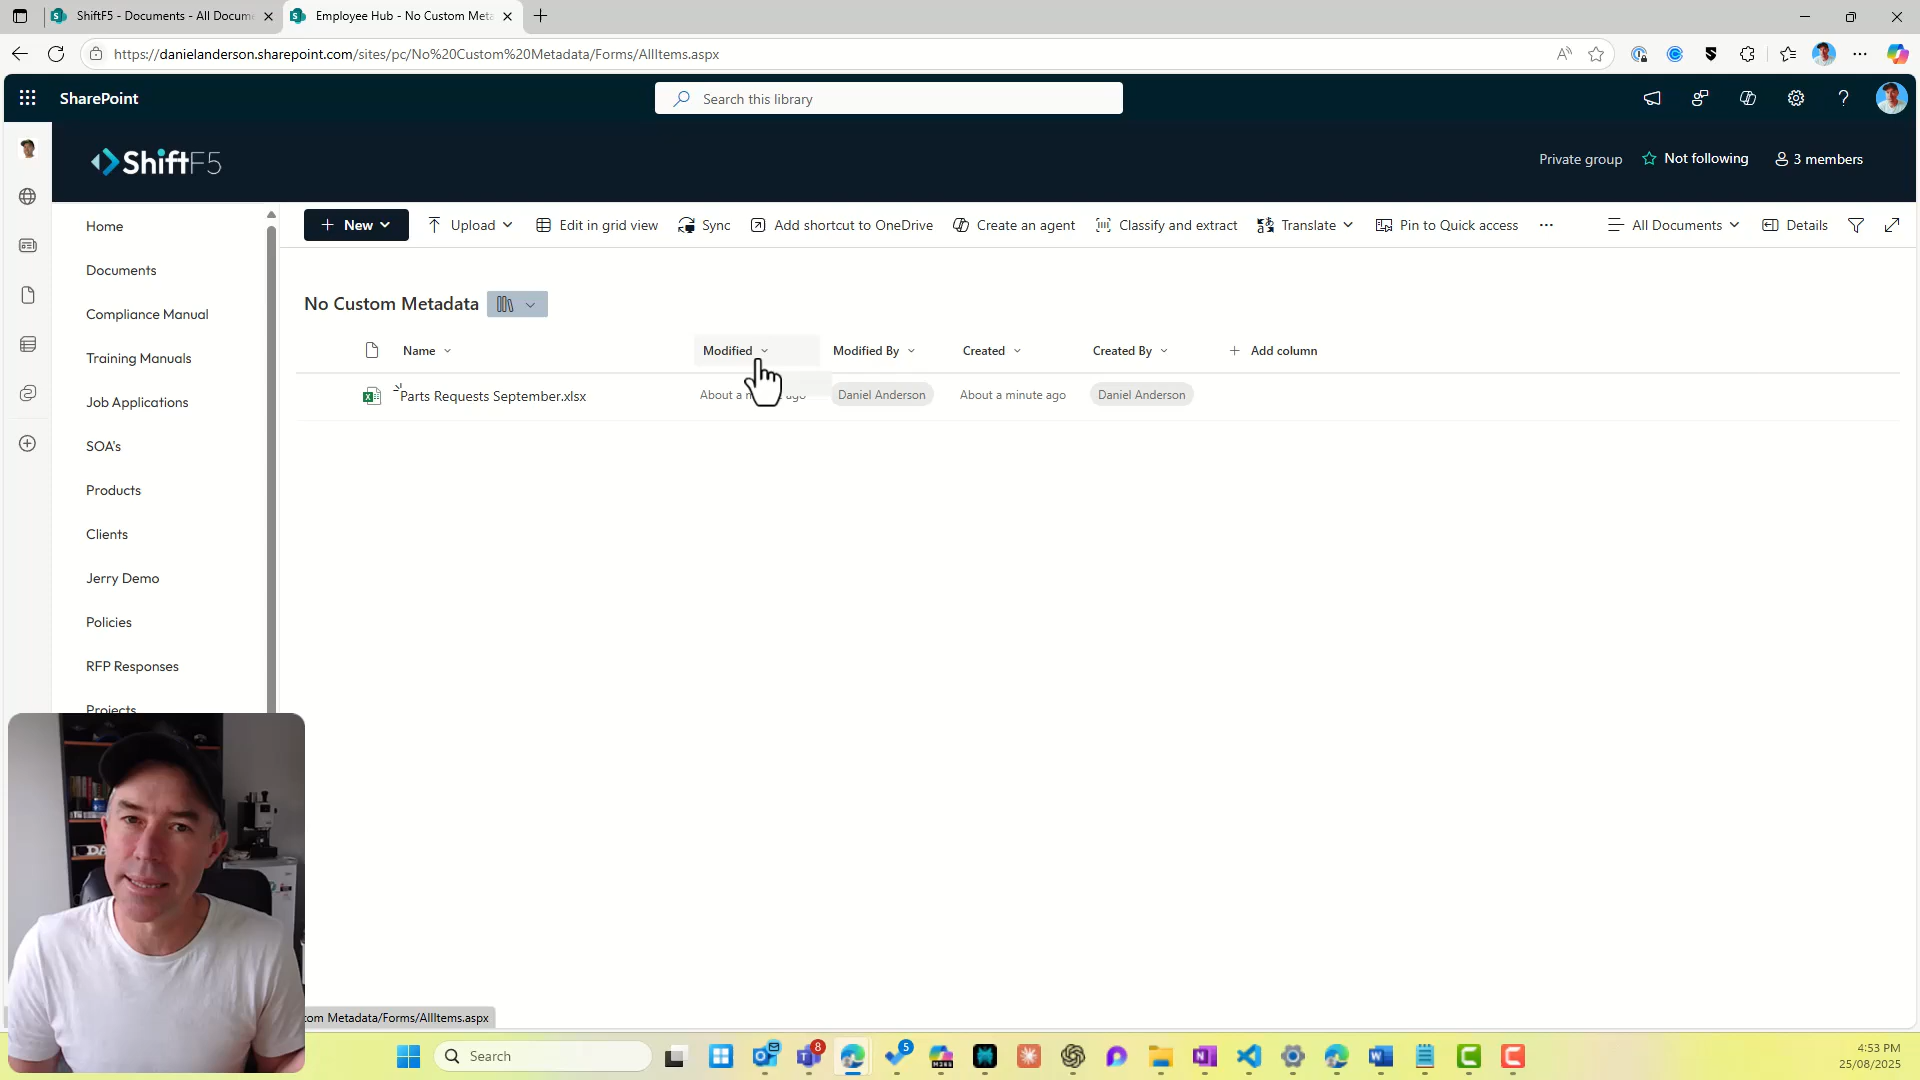 ShiftF5 - Documents - All Docume
Employee Hub - No Custom Meta
https://danielanderson.sharepoint.com/sites/pc/No%20Custom%20Metadata/Forms/AllItems.aspx
SharePoint
Search this library
ShiftF5
Private group
Not following
3 members
Home
Documents
Compliance Manual
Training Manuals
Job Applications
SOA's
Products
Clients
Jerry Demo
Policies
RFP Responses
Projects
New
Upload
Edit in grid view
Sync
Add shortcut to OneDrive
Create an agent
Classify and extract
Translate
Pin to Quick access
All Documents
Details
No Custom Metadata
Name
Modified
Modified By
Created
Created By
Add column
Parts Requests September.xlsx
About a m ago
Daniel Anderson
About a minute ago
Daniel Anderson
om Metadata/Forms/AllItems.aspx
Search
8
5
4:53 PM
25/08/2025